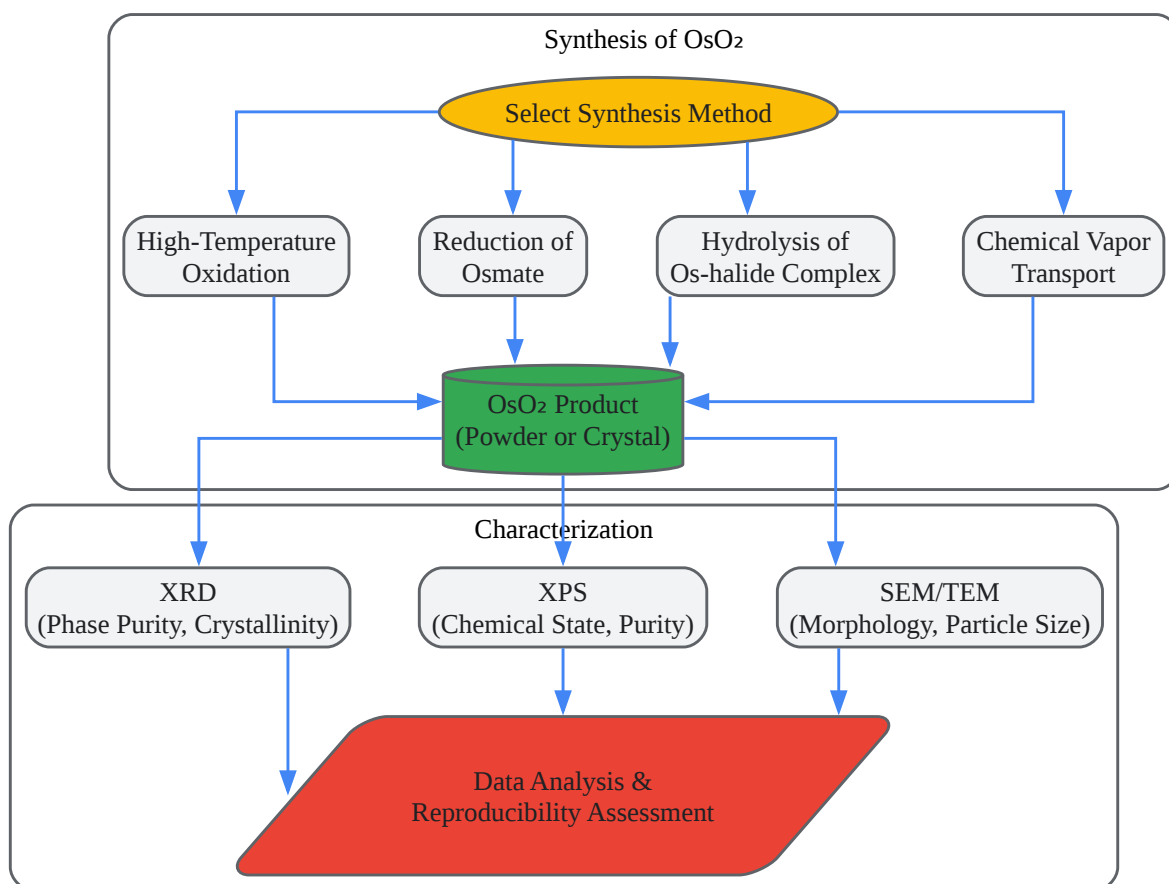 Synthesis of OsO₂
Select Synthesis Method
High-Temperature
Oxidation
Reduction of
Osmate
Hydrolysis of
Os-halide Complex
Chemical Vapor
Transport
OsO₂ Product
(Powder or Crystal)
Characterization
XRD
(Phase Purity, Crystallinity)
XPS
(Chemical State, Purity)
SEM/TEM
(Morphology, Particle Size)
Data Analysis &
Reproducibility Assessment